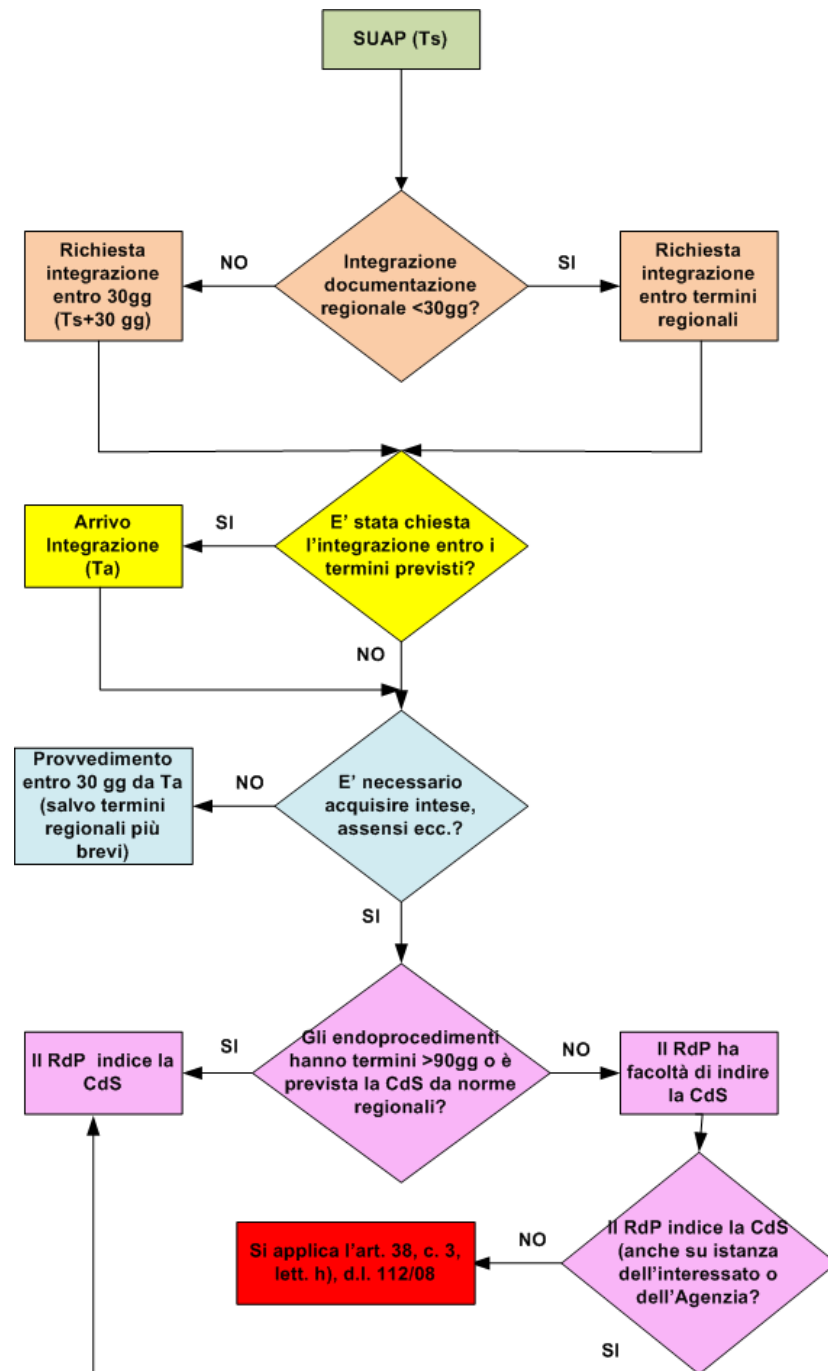 SUAP (Ts)
Richiesta
integrazione
entro 30gg
(Ts+30 gg)
NO
Integrazione
documentazione
regionale <30gg?
SI
Richiesta
integrazione
entro termini
regionali
Arrivo
Integrazione
(Ta)
SI
E’ stata chiesta
l’integrazione entro i
termini previsti?
NO
Provvedimento
entro 30 gg da Ta
(salvo termini
regionali più
brevi)
NO
E’ necessario
acquisire intese,
assensi ecc.?
SI
Il RdP indice la
CdS
SI
Gli endoprocedimenti
hanno termini >90gg o è
prevista la CdS da norme
regionali?
NO
Il RdP ha
facoltà di indire
la CdS
Si applica l’art. 38, c. 3,
lett. h), d.l. 112/08
NO
Il RdP indice la CdS
(anche su istanza
dell’interessato o
dell’Agenzia?
SI